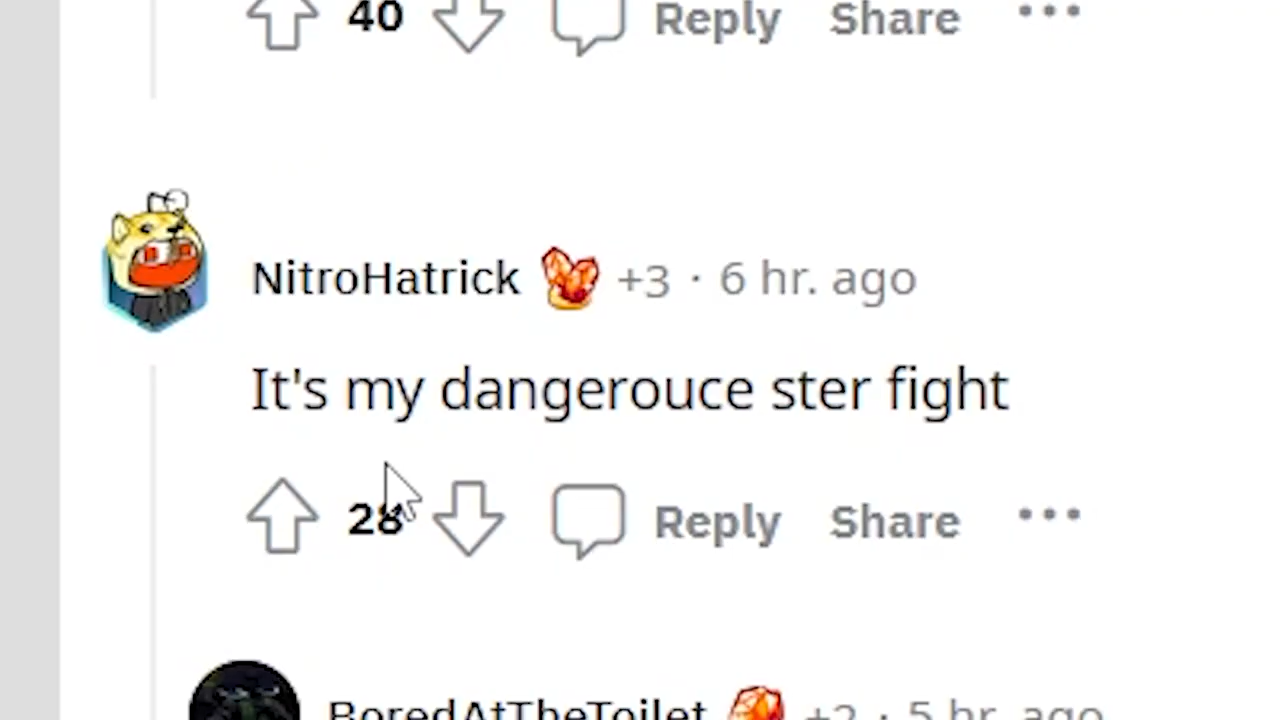 40 Reply Share
NitroHatrick +3 · 6 hr. ago
It's my dangerouce ster fight
28 Reply Share
BoredAtTheToilet +2 · 5 hr. ago